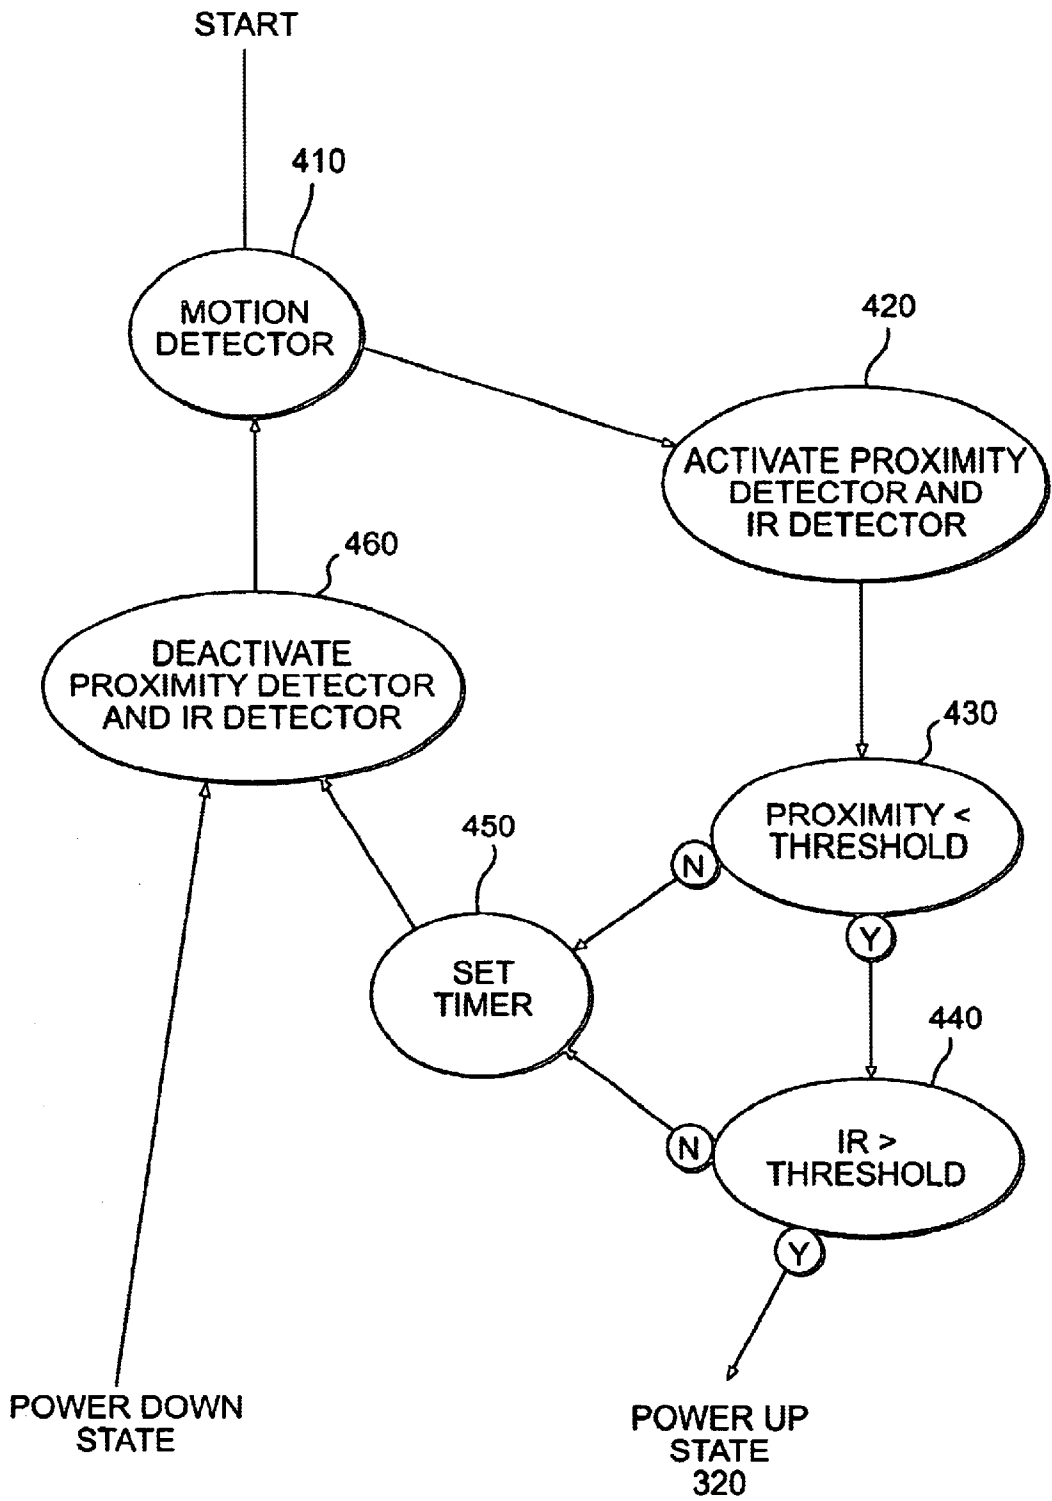 START
410
MOTION
DETECTOR
420
ACTIVATE PROXIMITY
DETECTOR AND
IR DETECTOR
460
DEACTIVATE
PROXIMITY DETECTOR
AND IR DETECTOR
430
PROXIMITY <
THRESHOLD
N
Y
450
SET
TIMER
440
IR >
THRESHOLD
N
Y
POWER DOWN
STATE
POWER UP
STATE
320